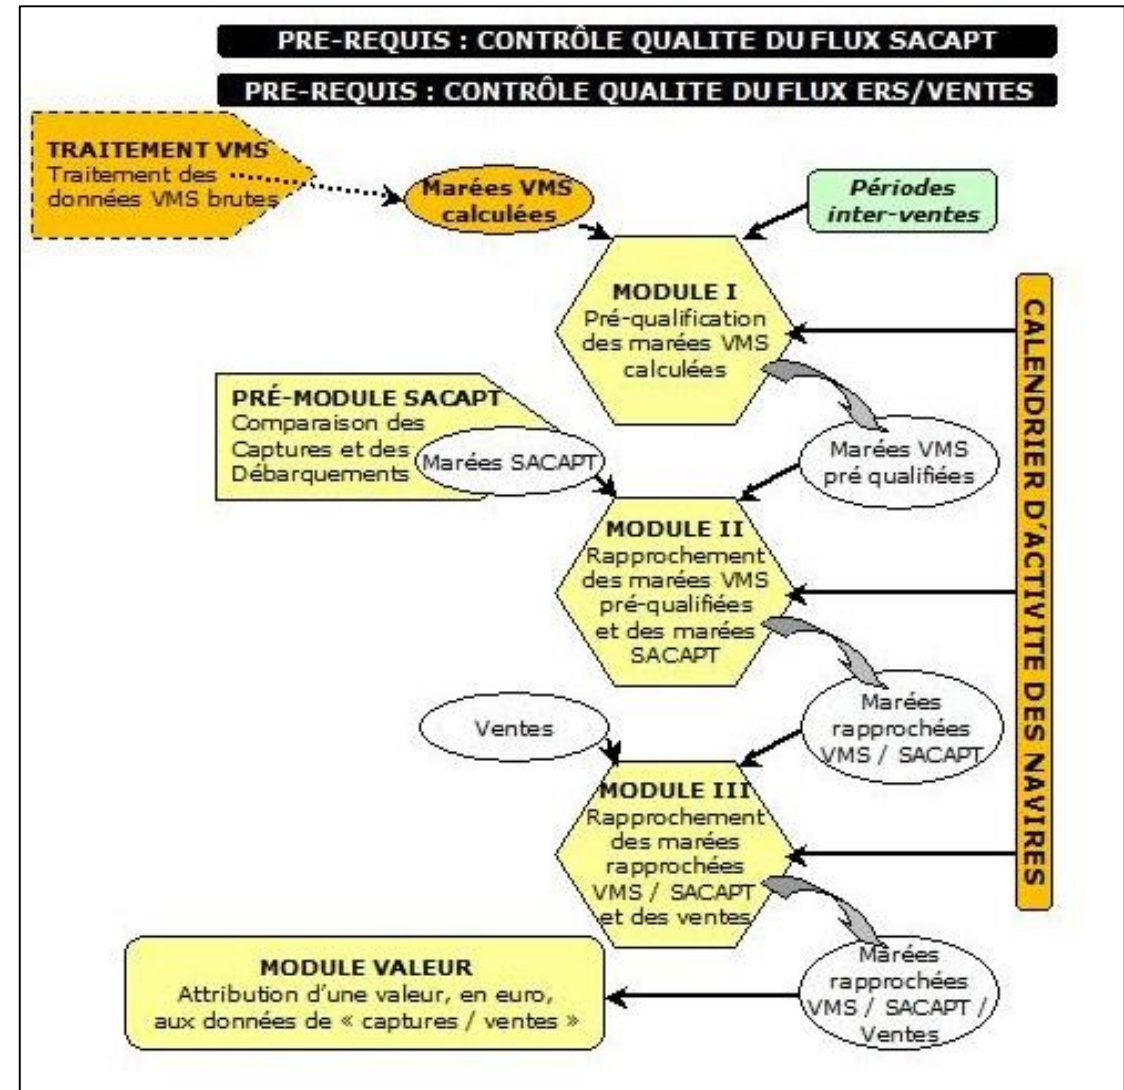 PRE-REQUIS : CONTRÔLE QUALITE DU FLUX SACAPT
PRE-REQUIS : CONTRÔLE QUALITE DU FLUX ERS/VENTES
TRAITEMENT VMS
Traitement des
données VMS brutes
Marées VMS
calculées
Périodes
inter-ventes
MODULE I
Pré-qualification
des marées VMS
calculées
PRÉ-MODULE SACAPT
Comparaison des
Captures et des
Débarquements
Marées SACAPT
Marées VMS
pré qualifiées
MODULE II
Rapprochement
des marées VMS
pré-qualifiées
et des marées
SACAPT
Ventes
Marées
rapprochées
VMS / SACAPT
MODULE III
Rapprochement
des marées
rapprochées
VMS / SACAPT
et des ventes
MODULE VALEUR
Attribution d'une valeur, en euro,
aux données de « captures / ventes »
Marées
rapprochées
VMS / SACAPT /
Ventes
CALENDRIER D'ACTIVITE DES NAVIRES